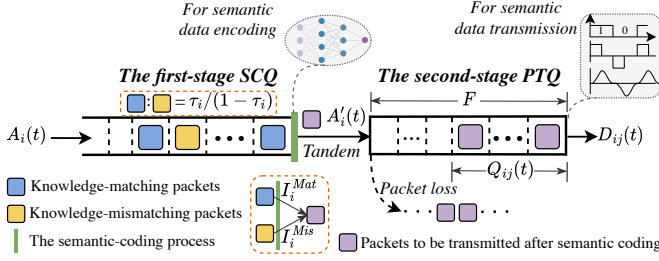 For semantic
data encoding
For semantic
data transmission
1 0
The first-stage SCQ
The second-stage PTQ
: = τ_i/(1 − τ_i)
F
A_i(t)
• • •
A′_i(t)
Tandem
...
• • •
D_ij(t)
Q_ij(t)
Packet loss
· · ·
· · ·
Knowledge-matching packets
Knowledge-mismatching packets
The semantic-coding process
I_i^Mat
I_i^Mis
Packets to be transmitted after semantic coding